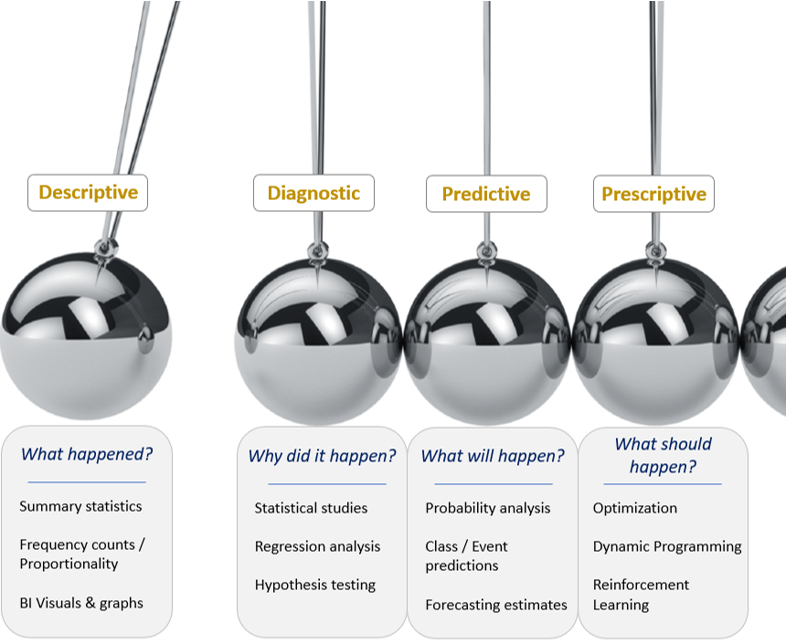 Descriptive
Diagnostic
Predictive
Prescriptive
What happened?
Summary statistics
Frequency counts /
Proportionality
BI Visuals & graphs
Why did it happen?
Statistical studies
Regression analysis
Hypothesis testing
What will happen?
Probability analysis
Class / Event
predictions
Forecasting estimates
What should
happen?
Optimization
Dynamic Programming
Reinforcement
Learning